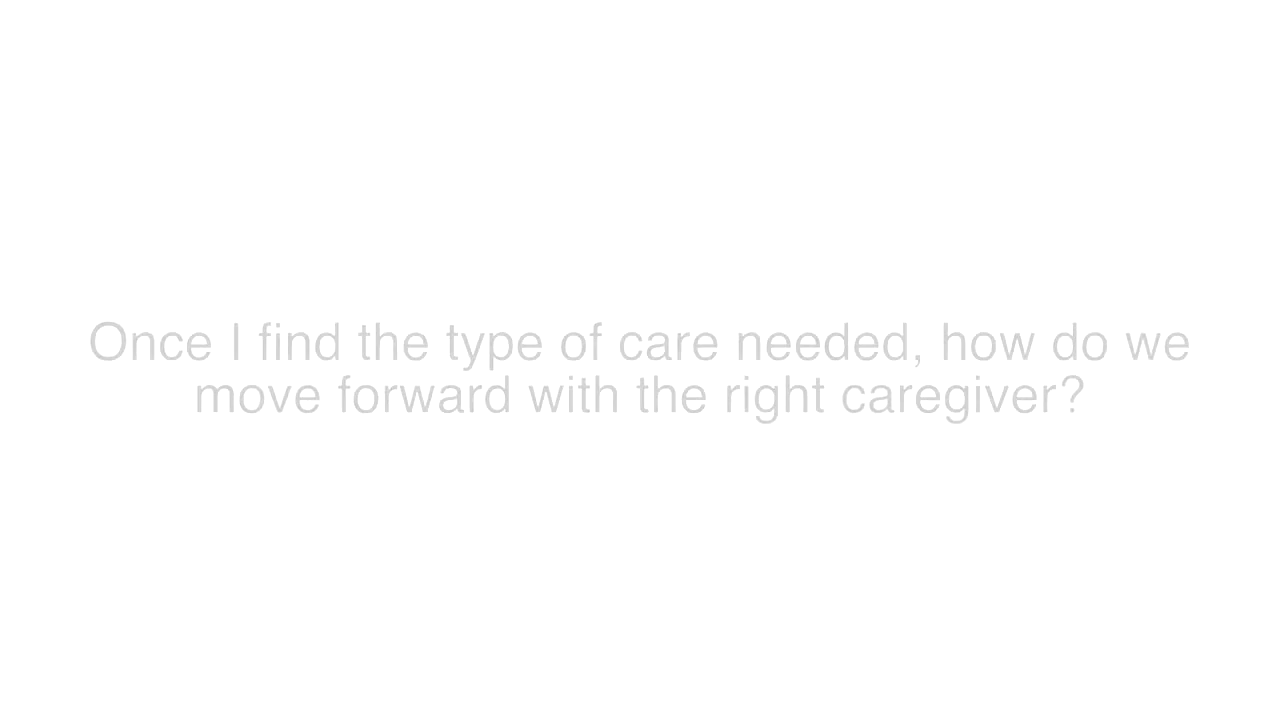 Once I find the type of care needed, how do we
move forward with the right caregiver?